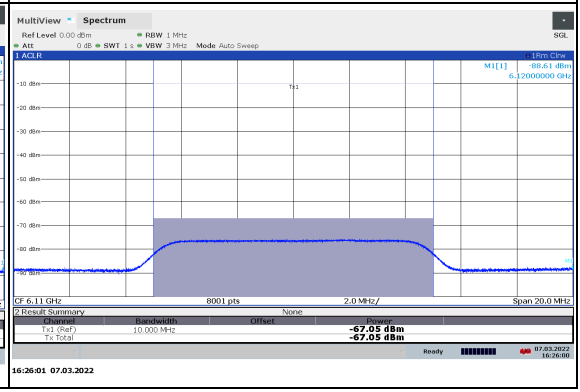 MultiView Spectrum
Ref Level 0.00 dBm RBW 1 MHz SGL
Att 0 dB SWT 1 s VBW 3 MHz Mode Auto Sweep
1 ACLR 1Rm Clrw
M1[1] -88.61 dBm
6.12000000 GHz
-10 dBm
Tx1
-20 dBm
-30 dBm
-40 dBm
-50 dBm
-60 dBm
-70 dBm
-80 dBm
M1
-90 dBm
CF 6.11 GHz 8001 pts 2.0 MHz/ Span 20.0 MHz
2 Result Summary None
Channel Bandwidth Offset Power
Tx1 (Ref) 10.000 MHz -67.05 dBm
Tx Total -67.05 dBm
Ready 07.03.2022
16:26:00
16:26:01 07.03.2022